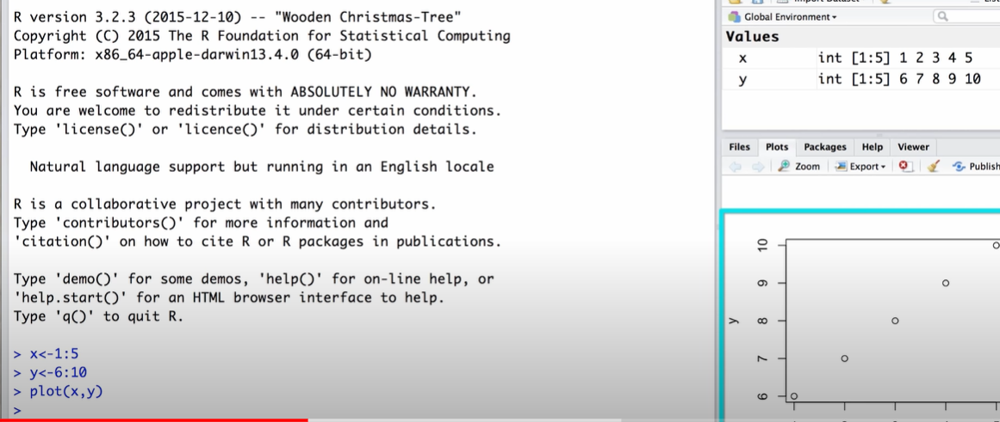 R version 3.2.3 (2015-12-10) -- "Wooden Christmas-Tree"
Copyright (C) 2015 The R Foundation for Statistical Computing
Platform: x86_64-apple-darwin13.4.0 (64-bit)
R is free software and comes with ABSOLUTELY NO WARRANTY.
You are welcome to redistribute it under certain conditions.
Type 'license()' or 'licence()' for distribution details.
Natural language support but running in an English locale
R is a collaborative project with many contributors.
Type 'contributors()' for more information and
'citation()' on how to cite R or R packages in publications.
Type 'demo()' for some demos, 'help()' for on-line help, or
'help.start()' for an HTML browser interface to help.
Type 'q()' to quit R.
> x<-1:5
> y<-6:10
> plot(x,y)
>
Global Environment
Values
x int [1:5] 1 2 3 4 5
y int [1:5] 6 7 8 9 10
Files Plots Packages Help Viewer
Zoom Export Publish
10
9
y 8
7
6